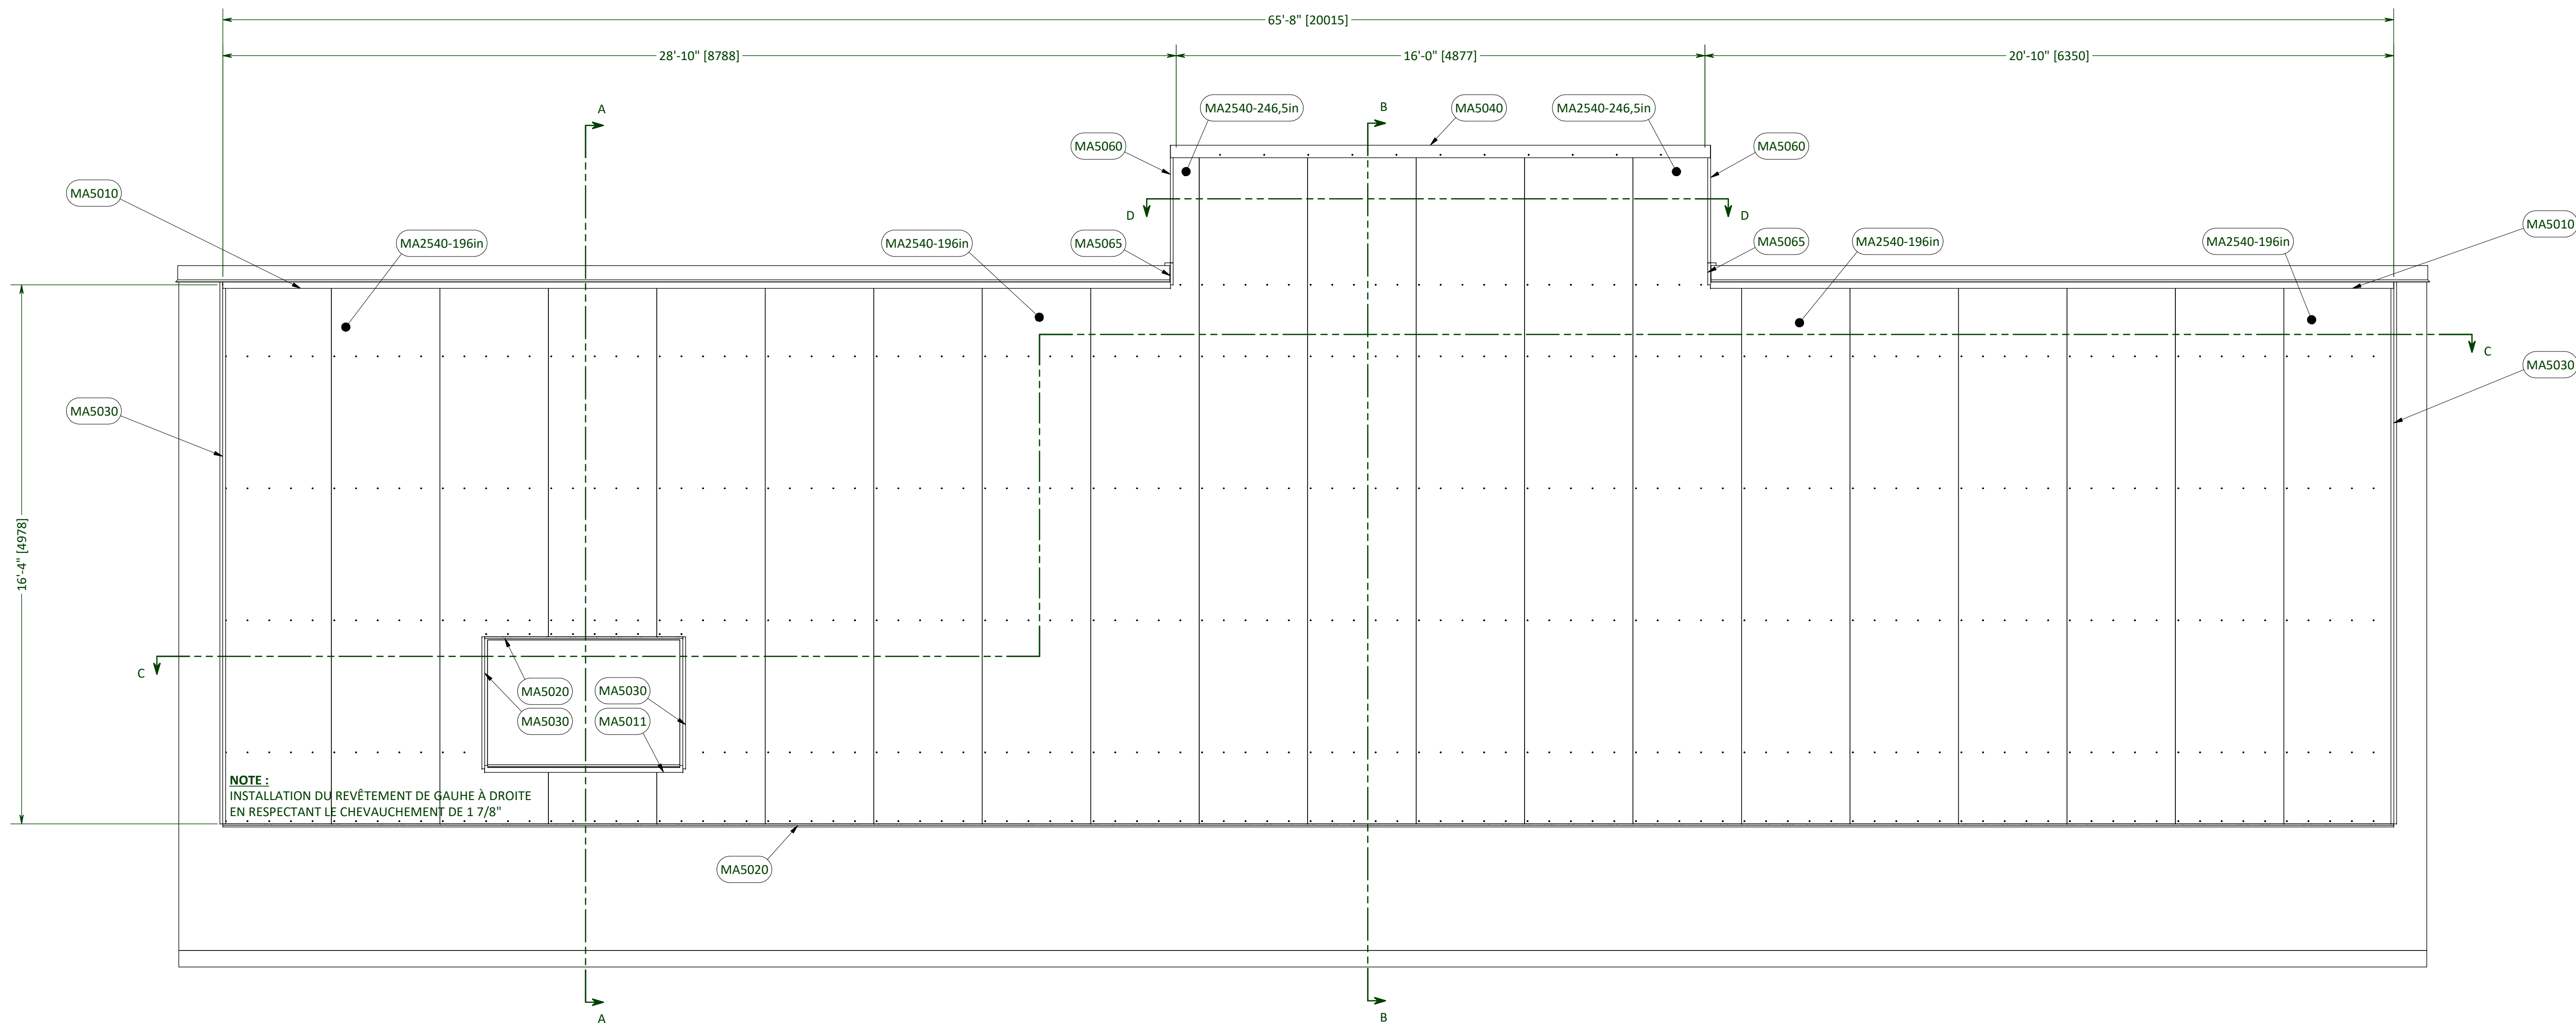 65'-8" [20015]
28'-10" [8788]
16'-0" [4877]
20'-10" [6350]
A
B
MA2540-246,5in
MA5040
MA2540-246,5in
MA5060
MA5060
MA5010
D
D
MA5010
MA2540-196in
MA2540-196in
MA5065
MA5065
MA2540-196in
MA2540-196in
C
MA5030
MA5030
16'-4" [4978]
C
MA5020
MA5030
MA5030
MA5011
NOTE :
INSTALLATION DU REVÊTEMENT DE GAUHE À DROITE
EN RESPECTANT LE CHEVAUCHEMENT DE 1 7/8"
MA5020
A
B